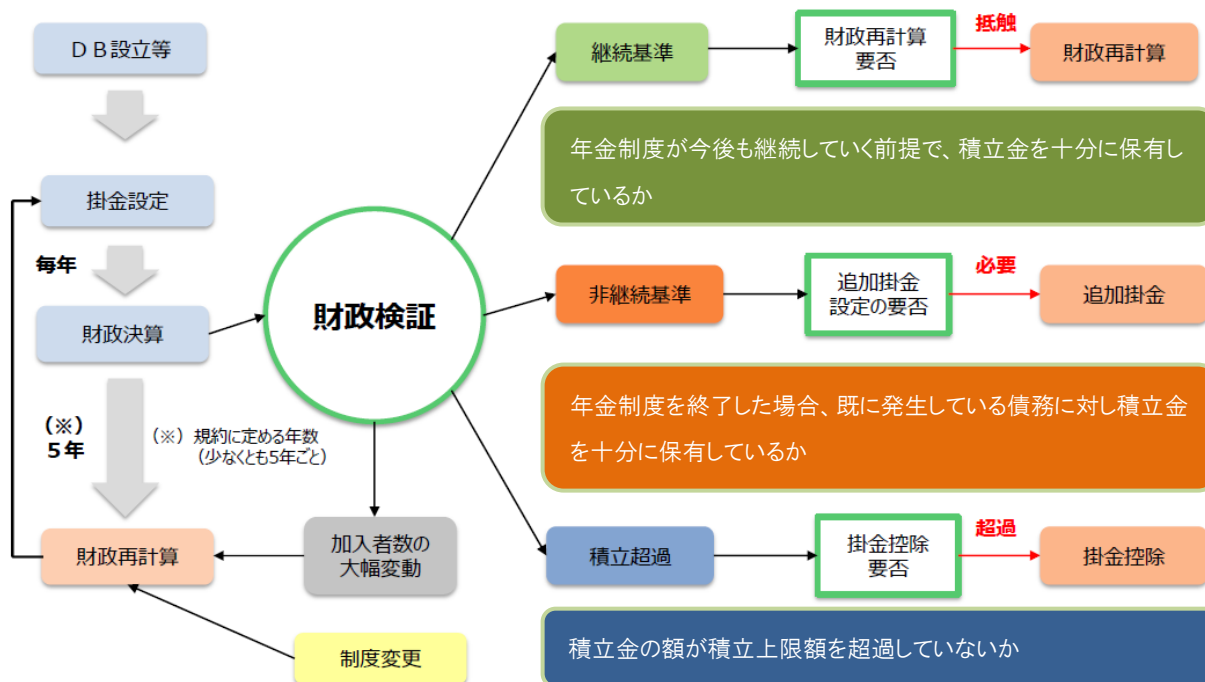 ＤＢ設立等
掛金設定
毎年
財政決算
（※）
５年
（※）規約に定める年数
（少なくとも5年ごと）
財政再計算
財政検証
加入者数の
大幅変動
制度変更
継続基準
財政再計算
要否
抵触
財政再計算
年金制度が今後も継続していく前提で、積立金を十分に保有し
ているか
非継続基準
追加掛金
設定の要否
必要
追加掛金
年金制度を終了した場合、既に発生している債務に対し積立金
を十分に保有しているか
積立超過
掛金控除
要否
超過
掛金控除
積立金の額が積立上限額を超過していないか